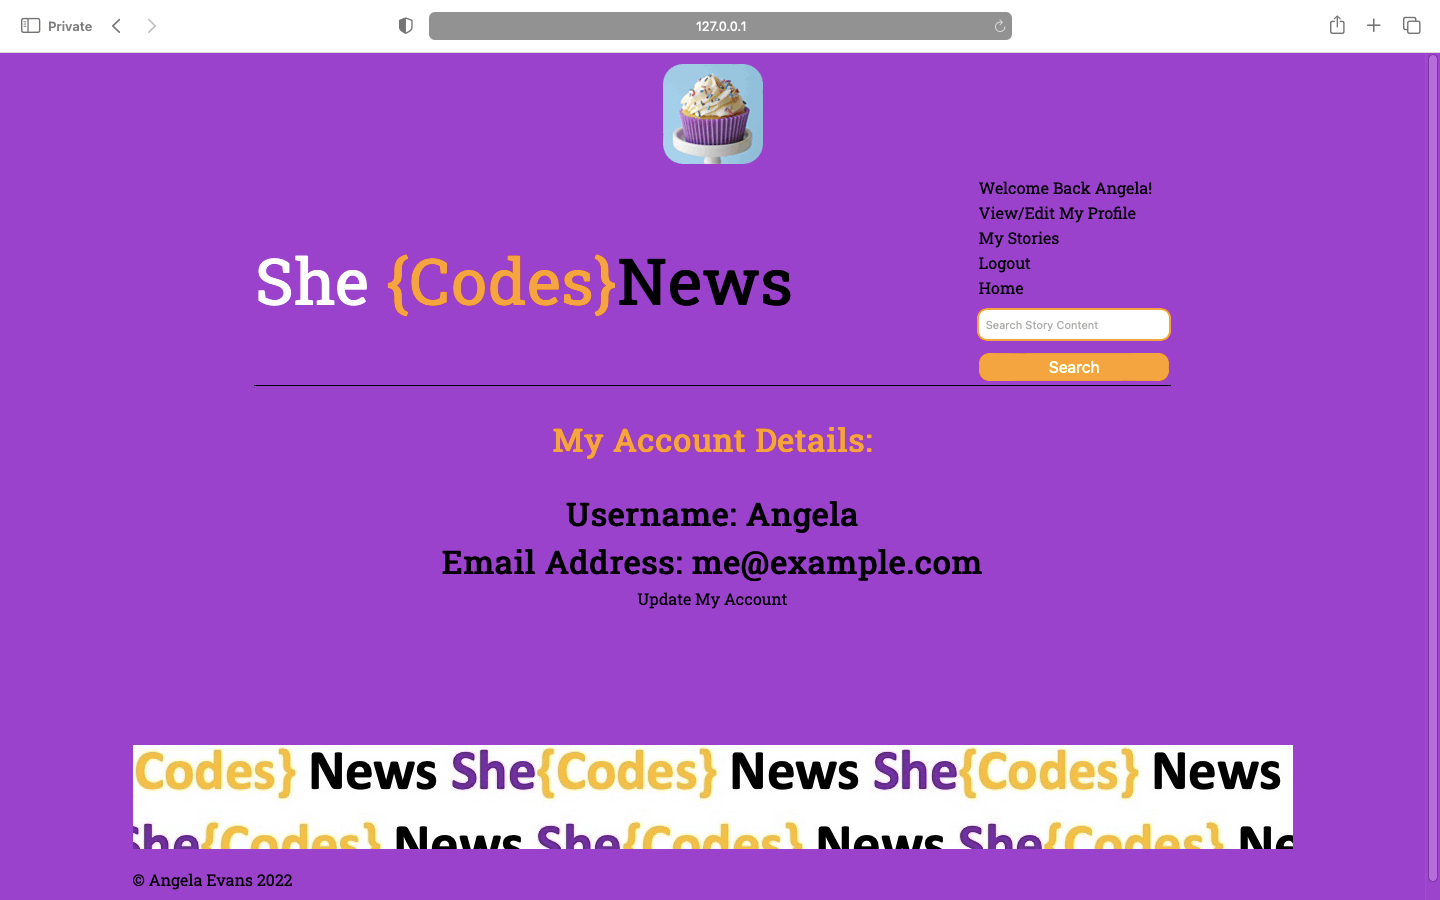 Private
127.0.0.1
Welcome Back Angela!
View/Edit My Profile
My Stories
Logout
Home
She {Codes}News
Search Story Content
Search
My Account Details:
Username: Angela
Email Address: me@example.com
Update My Account
Codes} News She{Codes} News She{Codes} News
She{Codes} News She{Codes} News She{Codes} Ne
© Angela Evans 2022